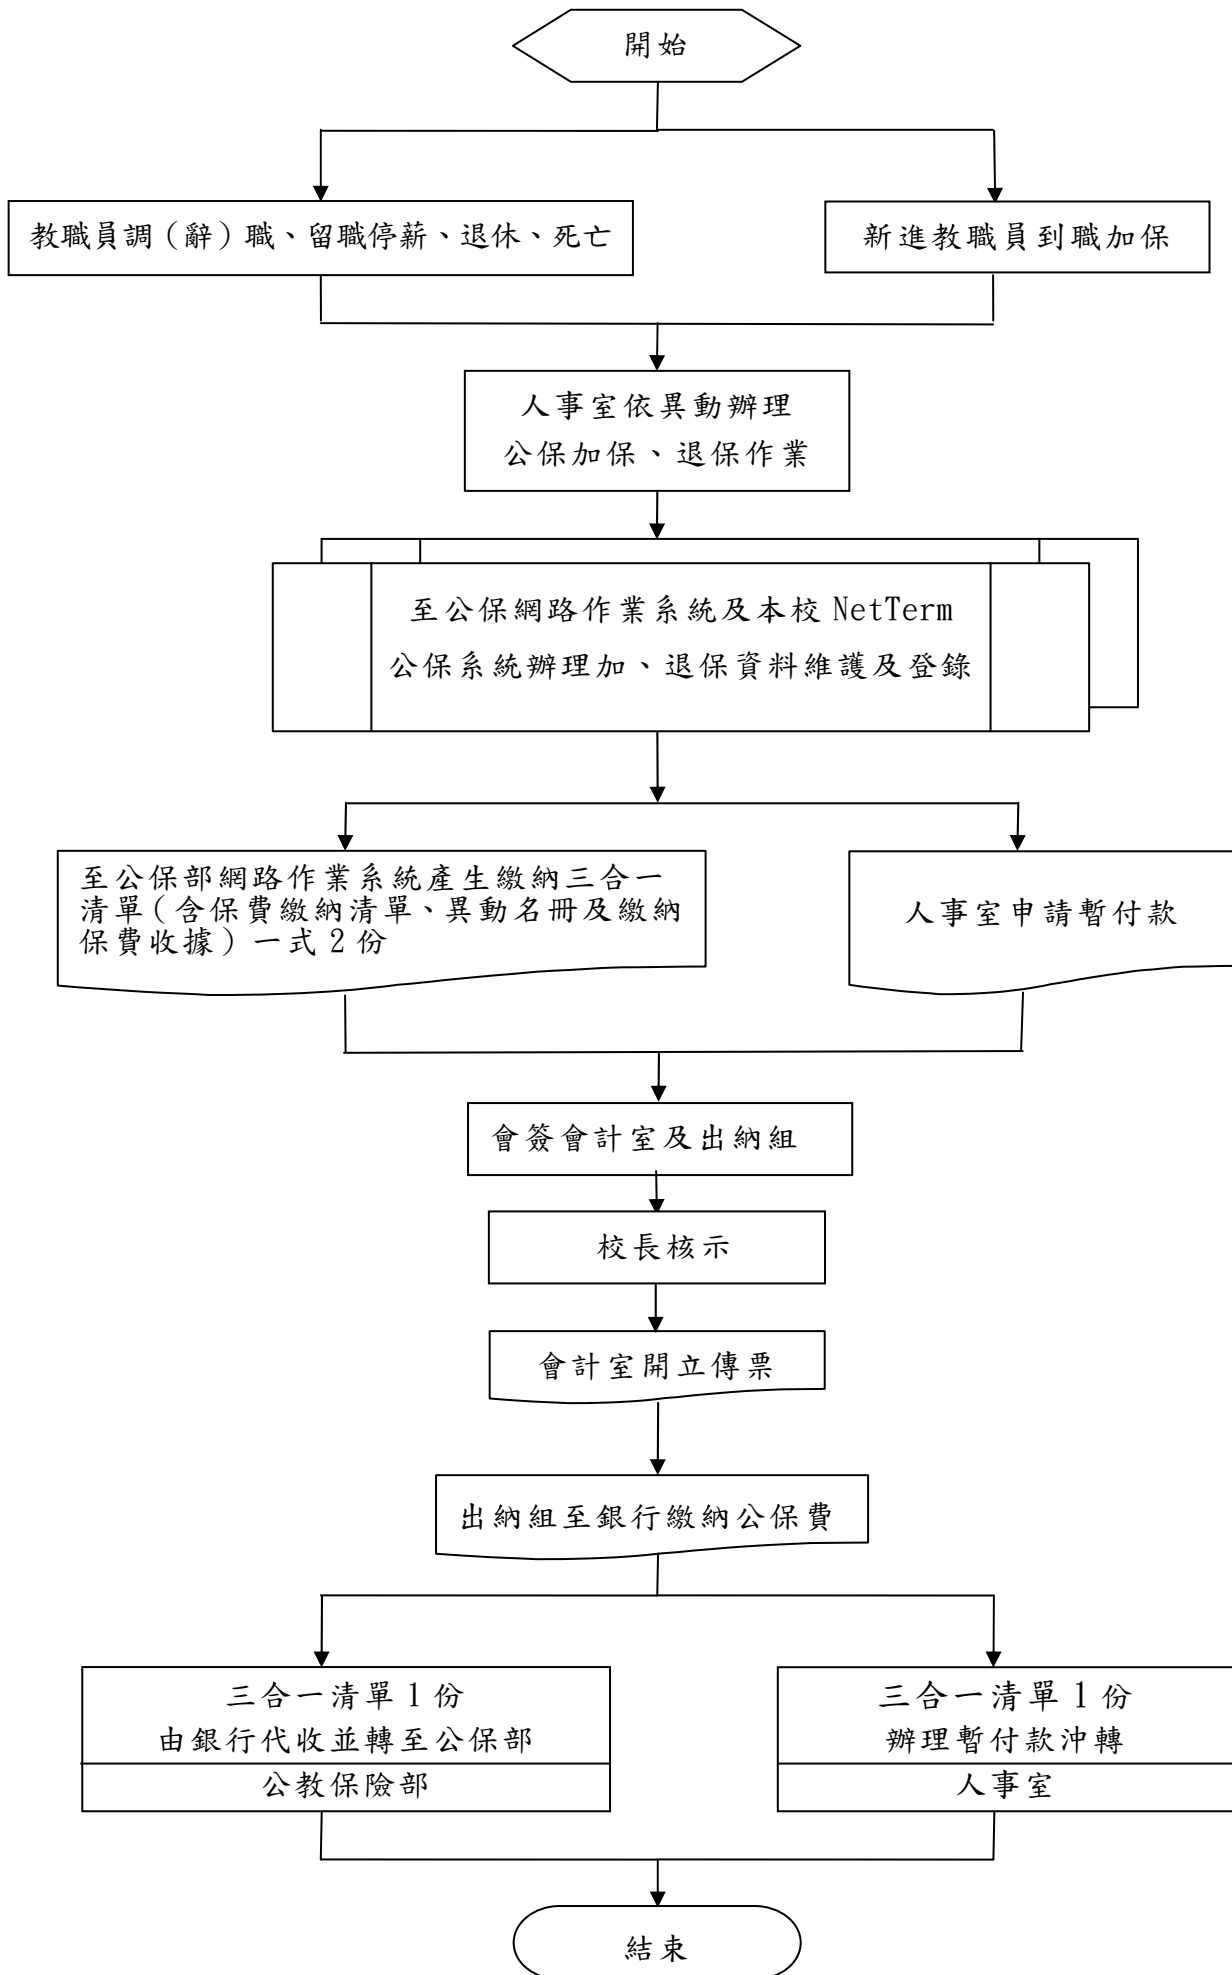 開始
教職員調（辭）職、留職停薪、退休、死亡
新進教職員到職加保
人事室依異動辦理
公保加保、退保作業
至公保網路作業系統及本校 NetTerm
公保系統辦理加、退保資料維護及登錄
至公保部網路作業系統產生繳納三合一
清單（含保費繳納清單、異動名冊及繳納
保費收據）一式 2 份
人事室申請暫付款
會簽會計室及出納組
校長核示
會計室開立傳票
出納組至銀行繳納公保費
三合一清單 1 份
由銀行代收並轉至公保部
公教保險部
三合一清單 1 份
辦理暫付款沖轉
人事室
結束